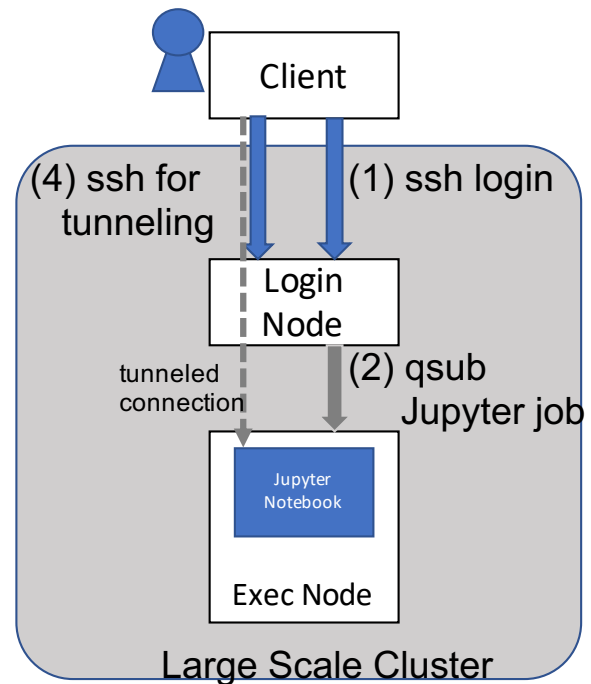 Client
(4) ssh for
tunneling
(1) ssh login
Login
Node
tunneled
connection
(2) qsub
Jupyter job
Jupyter
Notebook
Exec Node
Large Scale Cluster